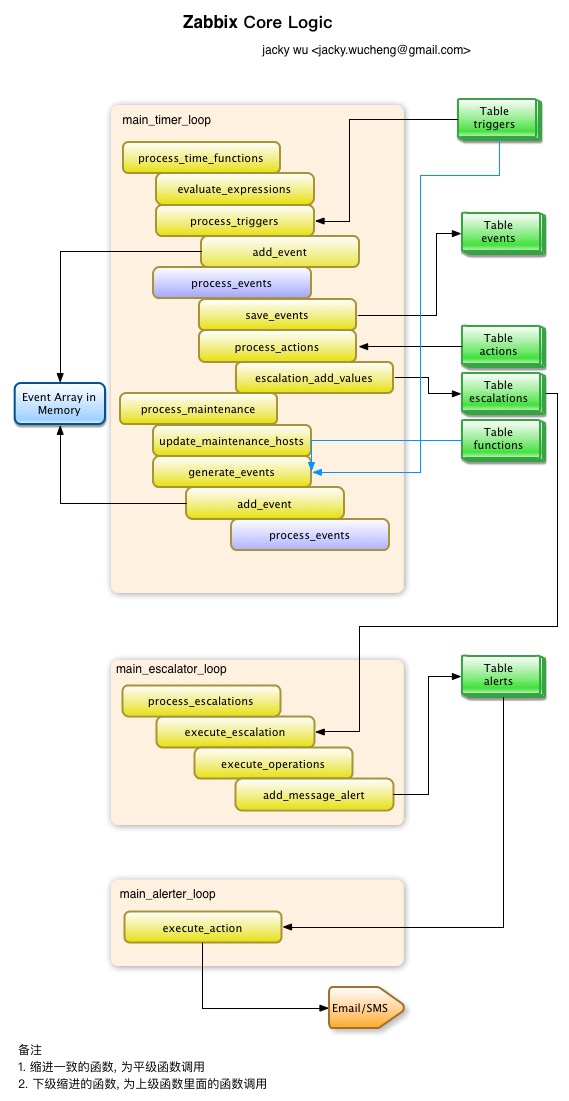 Zabbix Core Logic
jacky wu <jacky.wucheng@gmail.com>
main_timer_loop
Table
triggers
process_time_functions
evaluate_expressions
process_triggers
Table
events
add_event
process_events
save_events
process_actions
Table
actions
escalation_add_values
Table
escalations
Event Array in
Memory
process_maintenance
update_maintenance_hosts
Table
functions
generate_events
add_event
process_events
main_escalator_loop
Table
alerts
process_escalations
execute_escalation
execute_operations
add_message_alert
main_alerter_loop
execute_action
Email/SMS
备注
1. 缩进一致的函数, 为平级函数调用
2. 下级缩进的函数, 为上级函数里面的函数调用